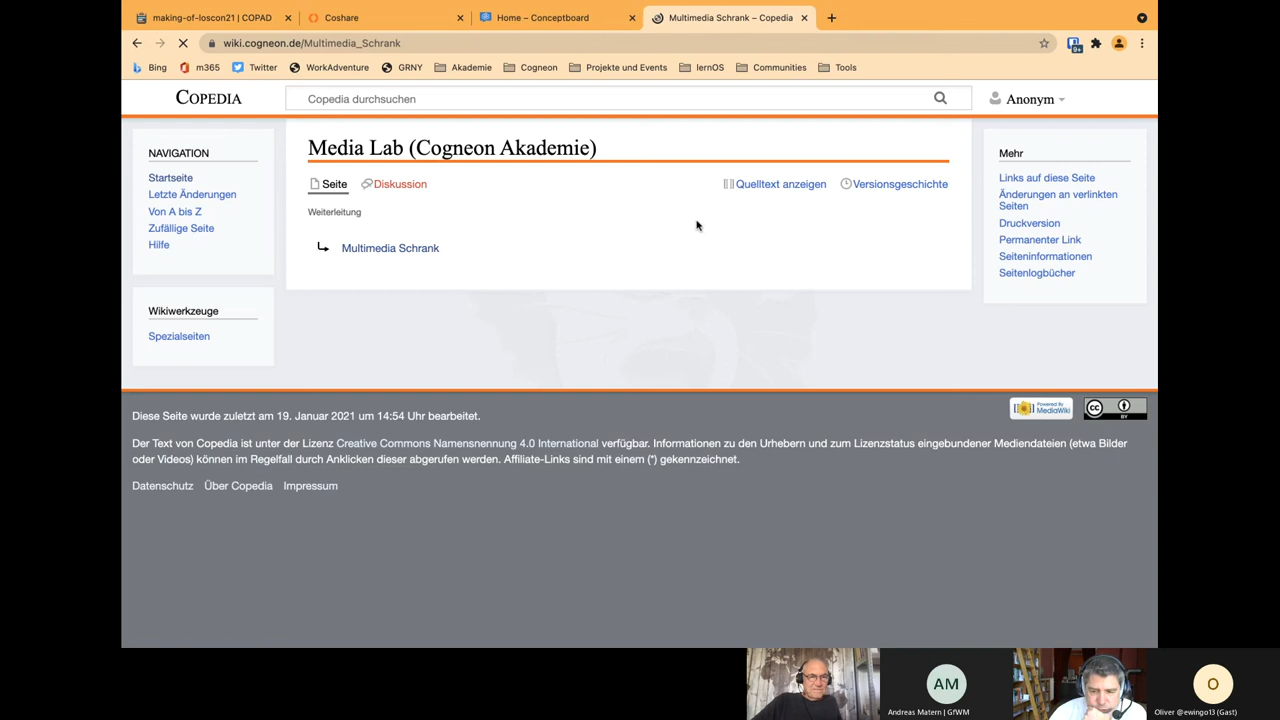 making-of-loscon21 | COPAD
Coshare
Home – Conceptboard
Multimedia Schrank – Copedia
wiki.cogneon.de/Multimedia_Schrank
9+
Bing
m365
Twitter
WorkAdventure
GRNY
Akademie
Cogneon
Projekte und Events
lernOS
Communities
Tools
COPEDIA
Copedia durchsuchen
Anonym
NAVIGATION
Startseite
Letzte Änderungen
Von A bis Z
Zufällige Seite
Hilfe
Wikiwerkzeuge
Spezialseiten
Media Lab (Cogneon Akademie)
Seite
Diskussion
Quelltext anzeigen
Versionsgeschichte
Weiterleitung
Multimedia Schrank
Mehr
Links auf diese Seite
Änderungen an verlinkten
Seiten
Druckversion
Permanenter Link
Seiteninformationen
Seitenlogbücher
Diese Seite wurde zuletzt am 19. Januar 2021 um 14:54 Uhr bearbeitet.
Powered By
MediaWiki
CC
BY
Der Text von Copedia ist unter der Lizenz Creative Commons Namensnennung 4.0 International verfügbar. Informationen zu den Urhebern und zum Lizenzstatus eingebundener Mediendateien (etwa Bilder
oder Videos) können im Regelfall durch Anklicken dieser abgerufen werden. Affiliate-Links sind mit einem (*) gekennzeichnet.
Datenschutz Über Copedia Impressum
AM
Andreas Matern | GfWM
O
Oliver @ewingo13 (Gast)